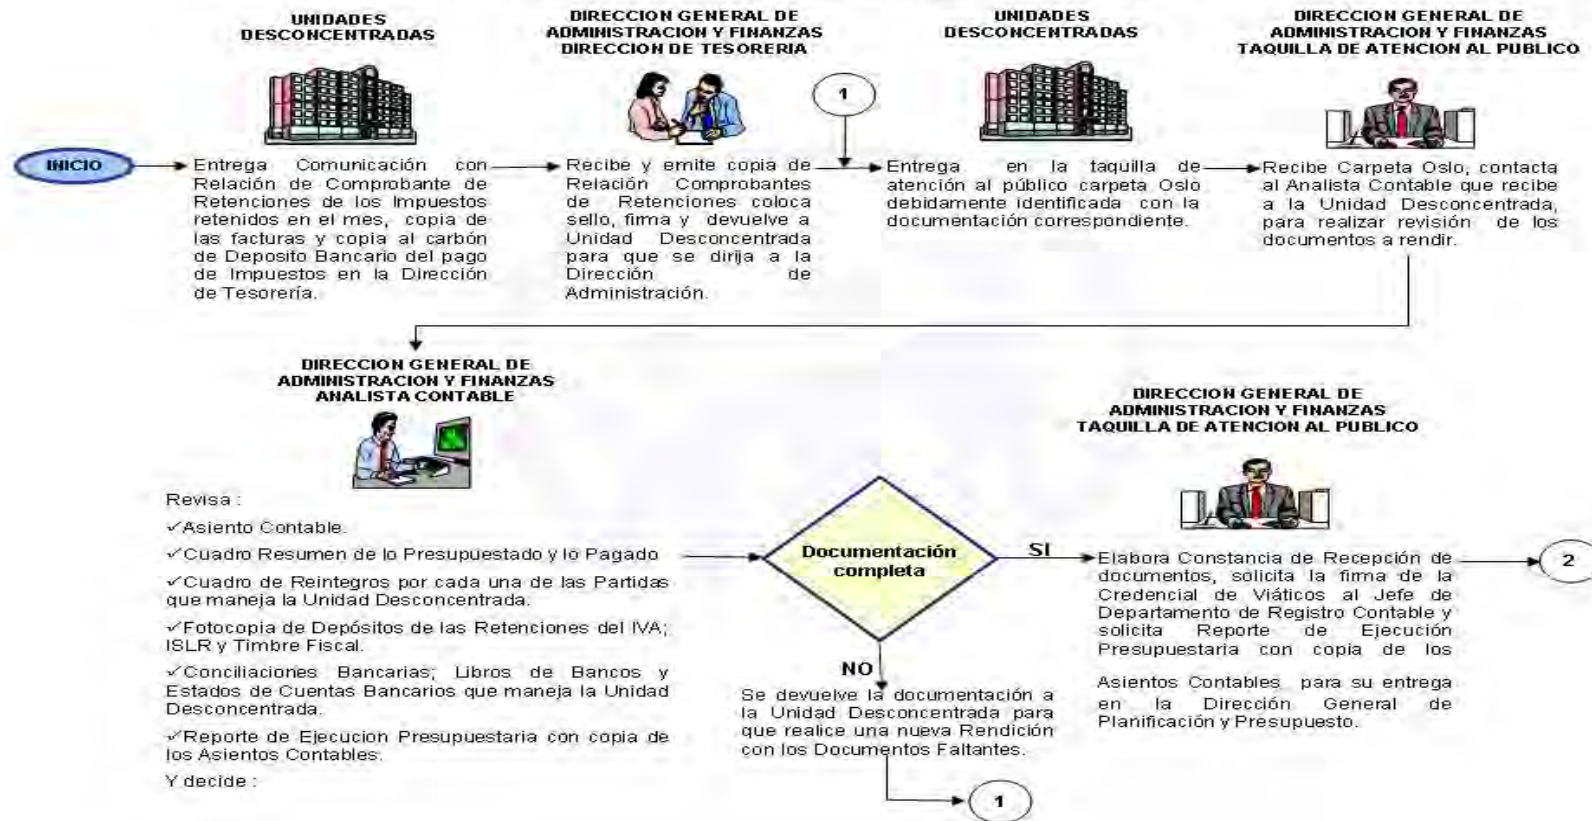 UNIDADES
DESCONCENTRADAS
DIRECCION GENERAL DE
ADMINISTRACION Y FINANZAS
DIRECCION DE TESORERIA
UNIDADES
DESCONCENTRADAS
DIRECCION GENERAL DE
ADMINISTRACION Y FINANZAS
TAQUILLA DE ATENCION AL PUBLICO
1
INICIO
Entrega Comunicación con
Relación de Comprobante de
Retenciones de los Impuestos
retenidos en el mes, copia de
las facturas y copia al carbón
de Deposito Bancario del pago
de Impuestos en la Dirección
de Tesorería.
Recibe y emite copia de
Relación Comprobantes
de Retenciones coloca
sello, firma y devuelve a
Unidad Desconcentrada
para que se dirija a la
Dirección de
Administración.
Entrega en la taquilla de
atención al público carpeta Oslo
debidamente identificada con la
documentación correspondiente.
Recibe Carpeta Oslo, contacta
al Analista Contable que recibe
a la Unidad Desconcentrada,
para realizar revisión de los
documentos a rendir.
DIRECCION GENERAL DE
ADMINISTRACION Y FINANZAS
ANALISTA CONTABLE
Revisa :
✓Asiento Contable.
✓Cuadro Resumen de lo Presupuestado y lo Pagado
✓Cuadro de Reintegros por cada una de las Partidas
que maneja la Unidad Desconcentrada.
✓Fotocopia de Depósitos de las Retenciones del IVA;
ISLR y Timbre Fiscal.
✓Conciliaciones Bancarias; Libros de Bancos y
Estados de Cuentas Bancarios que maneja la Unidad
Desconcentrada.
✓Reporte de Ejecucion Presupuestaria con copia de
los Asientos Contables.
Y decide :
Documentación
completa
SI
NO
Se devuelve la documentación a
la Unidad Desconcentrada para
que realice una nueva Rendición
con los Documentos Faltantes.
1
DIRECCION GENERAL DE
ADMINISTRACION Y FINANZAS
TAQUILLA DE ATENCION AL PUBLICO
Elabora Constancia de Recepción de
documentos, solicita la firma de la
Credencial de Viáticos al Jefe de
Departamento de Registro Contable y
solicita Reporte de Ejecución
Presupuestaria con copia de los
Asientos Contables para su entrega
en la Dirección General de
Planificación y Presupuesto.
2